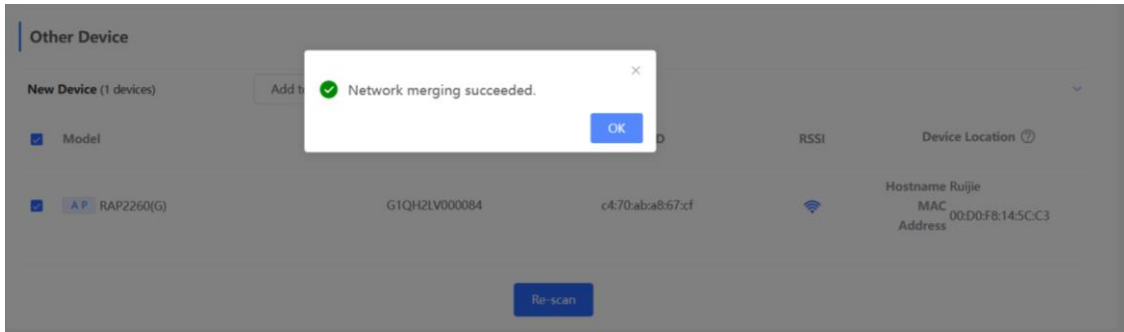 Other Device
×
Network merging succeeded.
OK
New Device (1 devices) Add t
Model D RSSI Device Location ?
AP RAP2260(G) G1QH2LV000084 c4:70:ab:a8:67:cf Hostname Ruijie
MAC Address 00:D0:F8:14:5C:C3
Re-scan